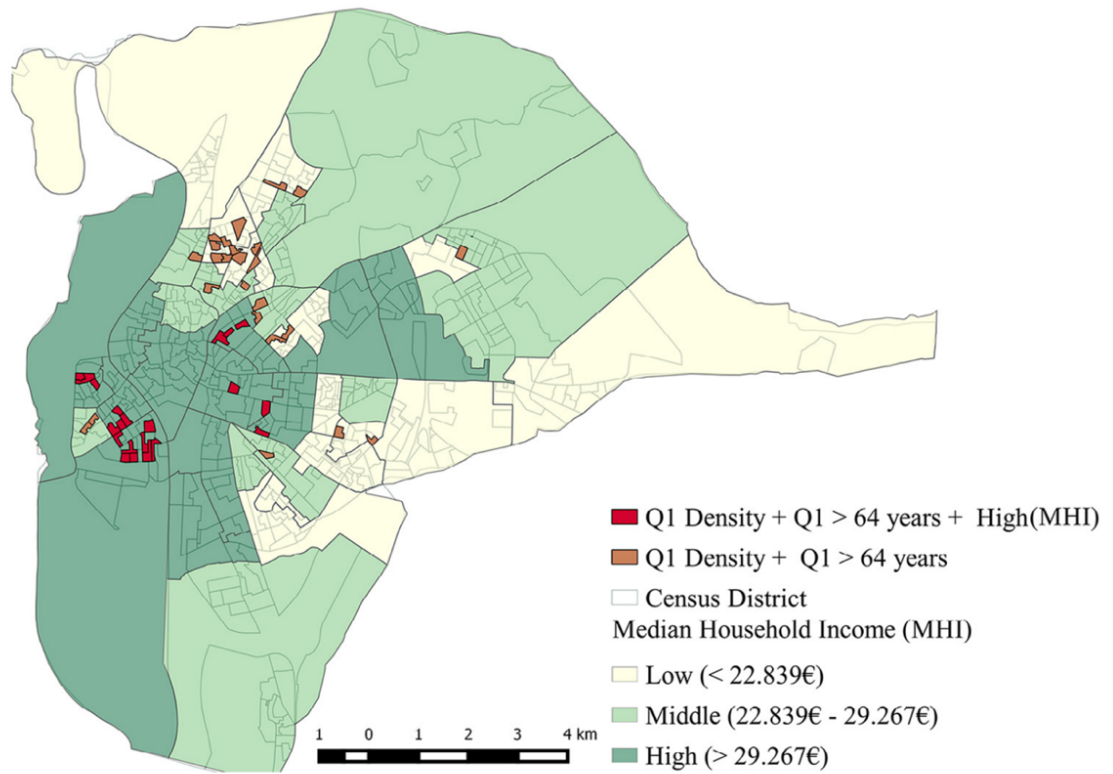 Q1 Density + Q1 > 64 years + High(MHI)
Q1 Density + Q1 > 64 years
Census District
Median Household Income (MHI)
Low (< 22.839€)
Middle (22.839€ - 29.267€)
High (> 29.267€)
1 0 1 2 3 4 km